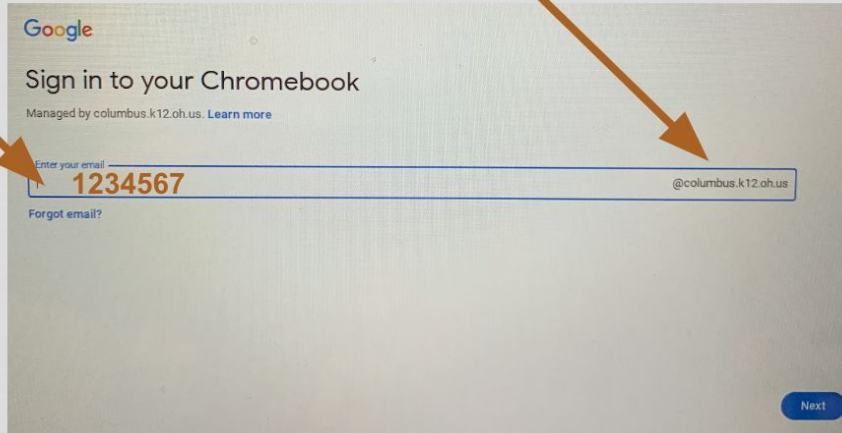 Google
Sign in to your Chromebook
Managed by columbus.k12.oh.us. Learn more
Enter your email
1234567 @columbus.k12.oh.us
Forgot email?
Next